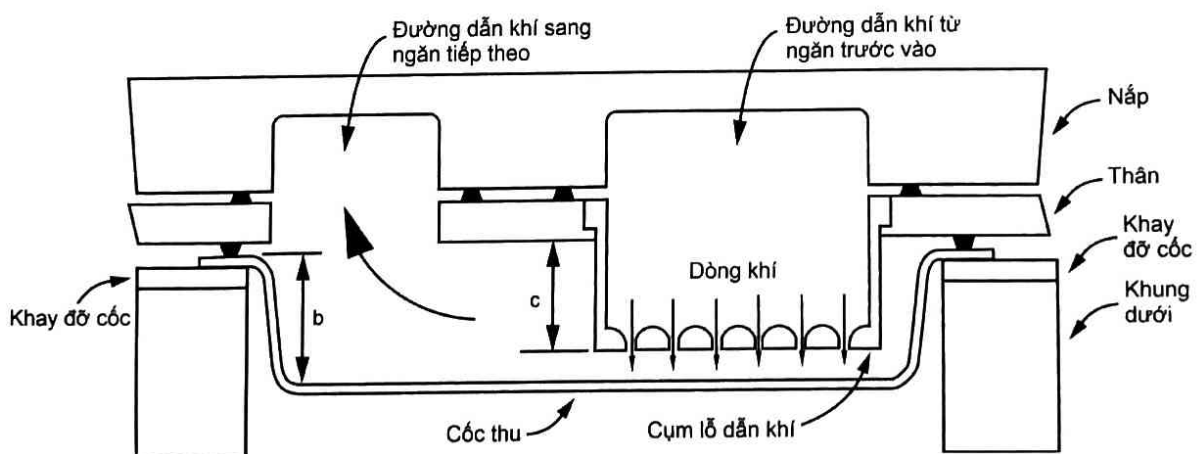 Đường dẫn khí sang
ngăn tiếp theo
Đường dẫn khí từ
ngăn trước vào
Nắp
Thân
Khay
đỡ cốc
Khung
dưới
Dòng khí
Khay đỡ cốc
b
c
Cốc thu
Cụm lỗ dẫn khí